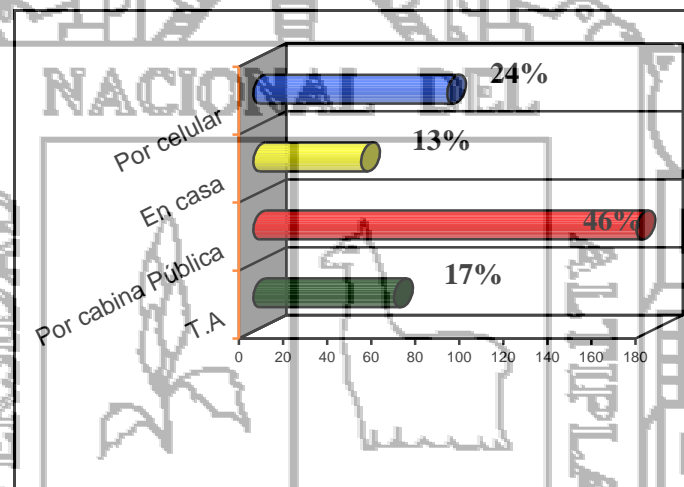 NACIONAL DEL
24%
Por celular
13%
En casa
46%
Por cabina Pública
17%
T.A
0 20 40 60 80 100 120 140 160 180
ALTIPLA